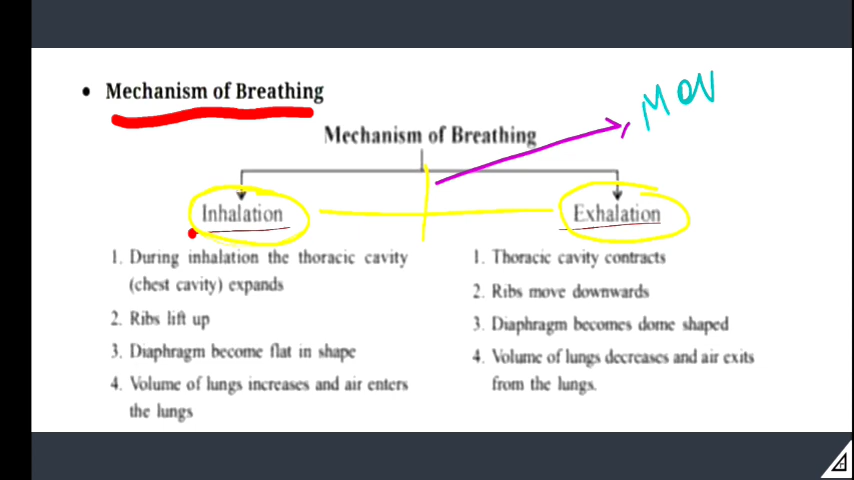 • Mechanism of Breathing
Mechanism of Breathing
MON
Inhalation
1. During inhalation the thoracic cavity
(chest cavity) expands
2. Ribs lift up
3. Diaphragm become flat in shape
4. Volume of lungs increases and air enters
the lungs
Exhalation
1. Thoracic cavity contracts
2. Ribs move downwards
3. Diaphragm becomes dome shaped
4. Volume of lungs decreases and air exits
from the lungs.